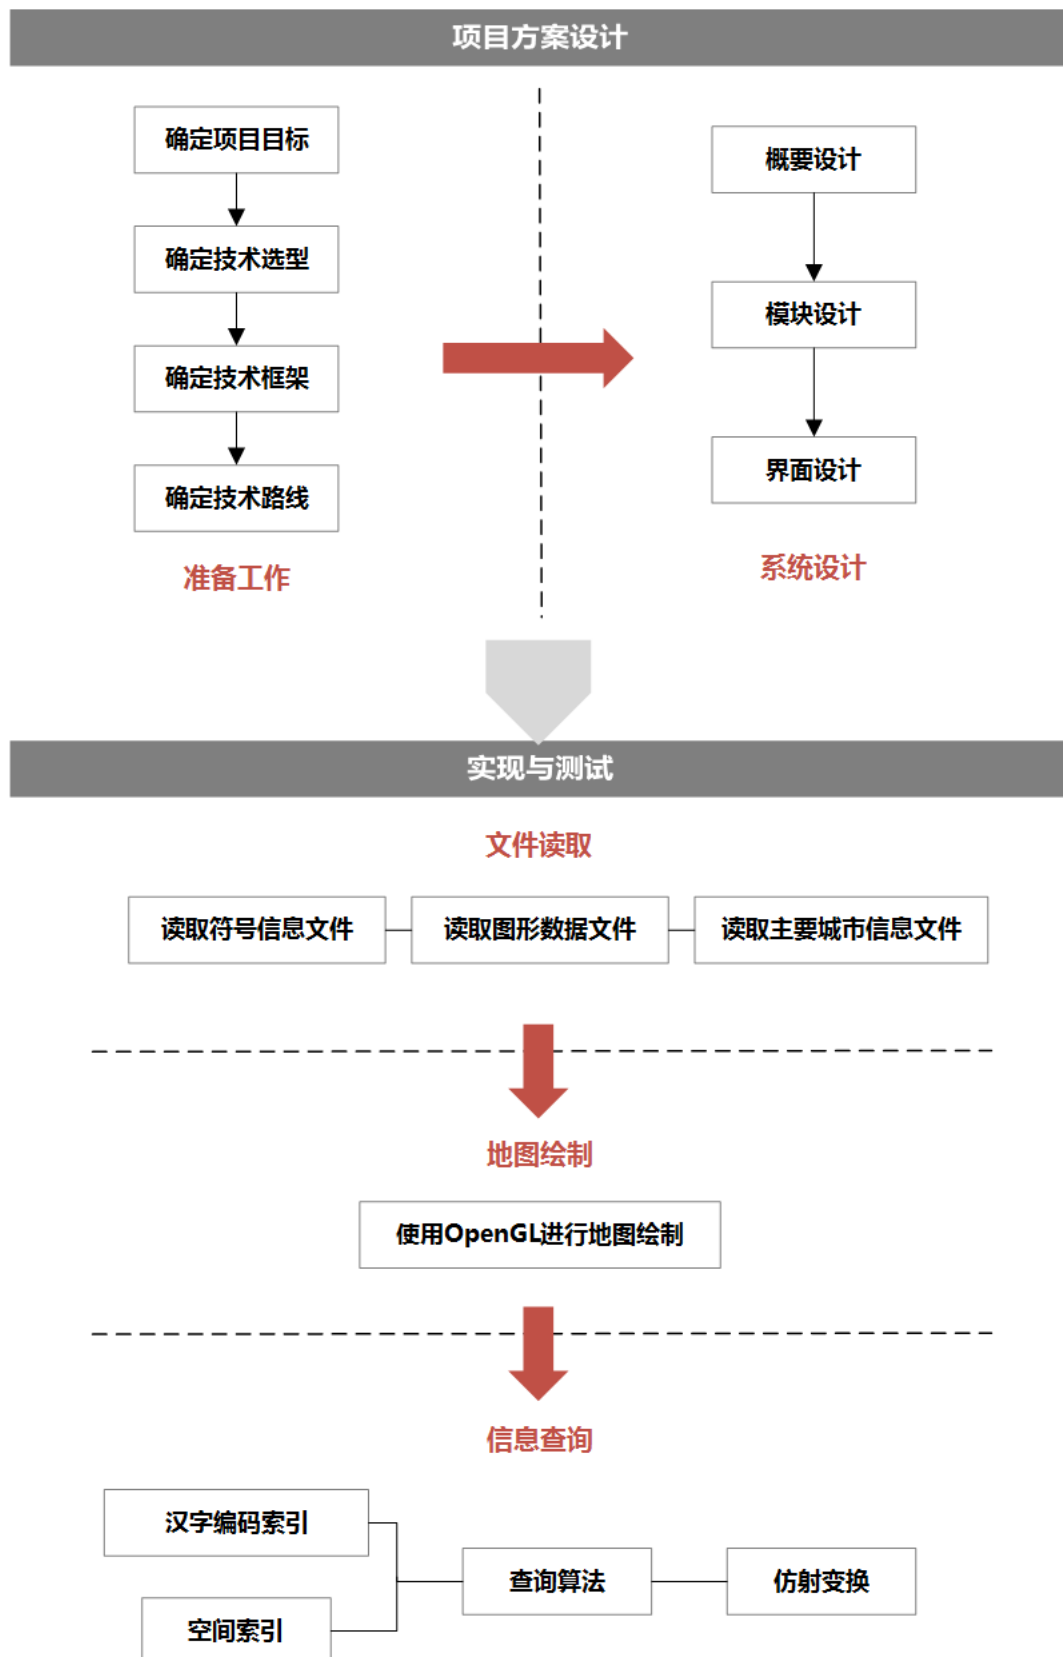 项目方案设计
确定项目目标
确定技术选型
确定技术框架
确定技术路线
准备工作
概要设计
模块设计
界面设计
系统设计
实现与测试
文件读取
读取符号信息文件
读取图形数据文件
读取主要城市信息文件
地图绘制
使用OpenGL进行地图绘制
信息查询
汉字编码索引
空间索引
查询算法
仿射变换